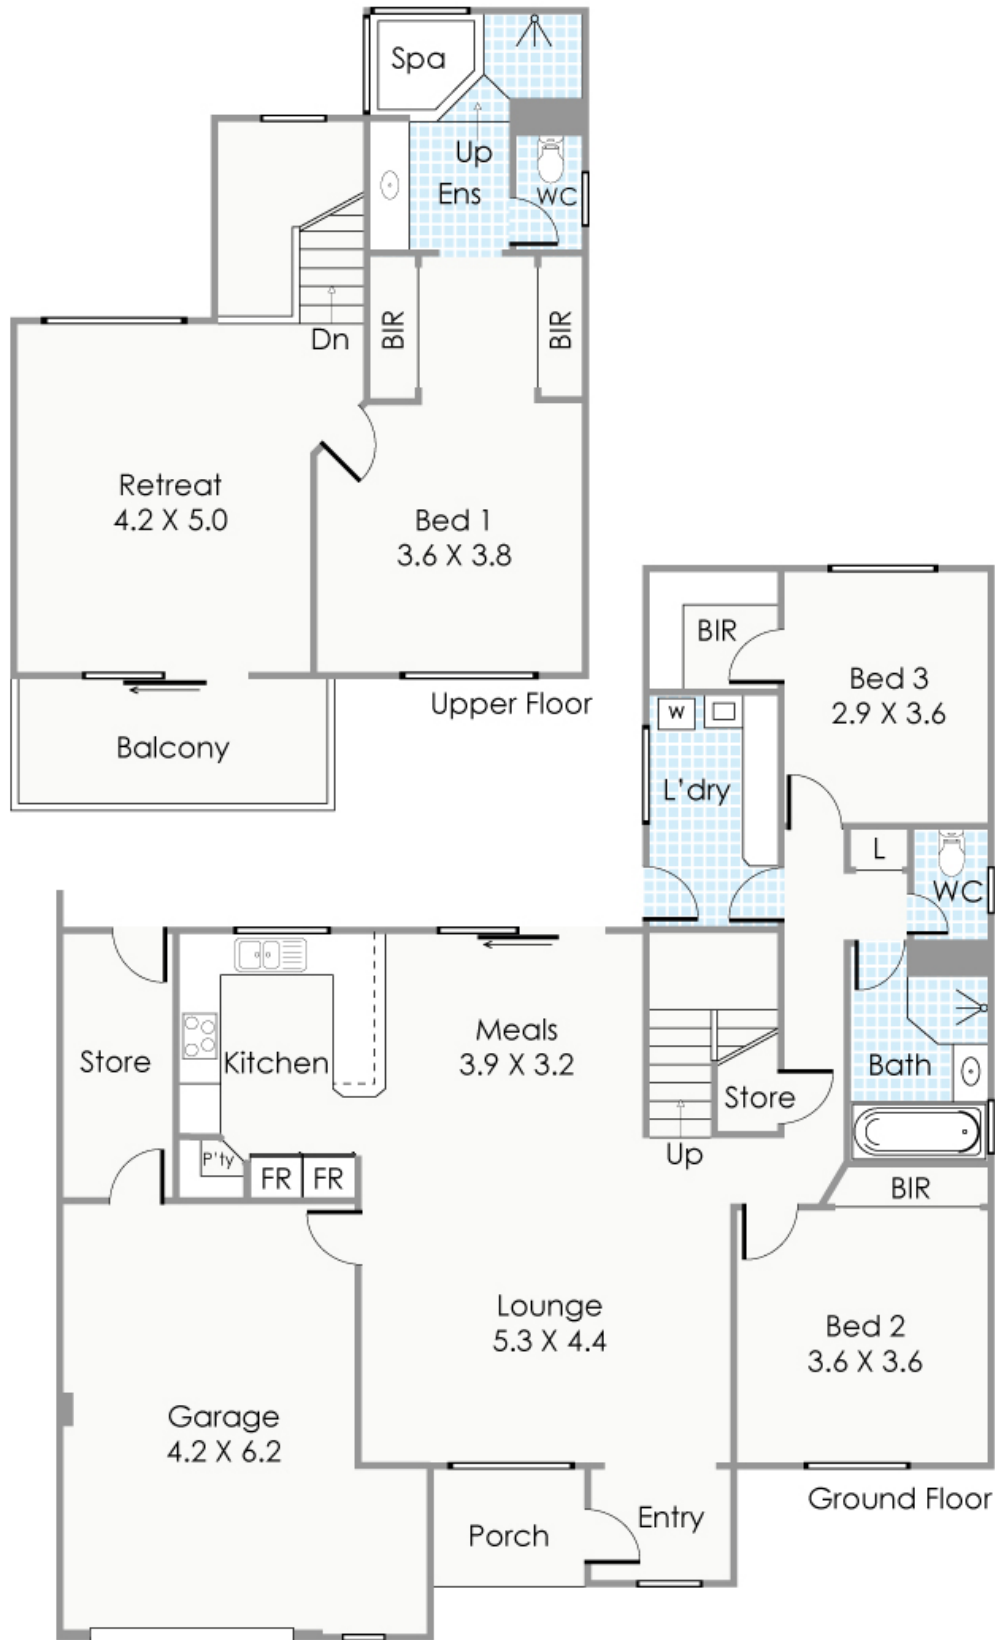 Spa
Up
Ens
WC
BIR
BIR
Dn
Retreat
4.2 X 5.0
Bed 1
3.6 X 3.8
Upper Floor
Balcony
BIR
Bed 3
2.9 X 3.6
W
L'dry
L
WC
Store
Kitchen
Meals
3.9 X 3.2
Bath
Store
Up
P'ty
FR
FR
BIR
Lounge
5.3 X 4.4
Bed 2
3.6 X 3.6
Garage
4.2 X 6.2
Ground Floor
Porch
Entry